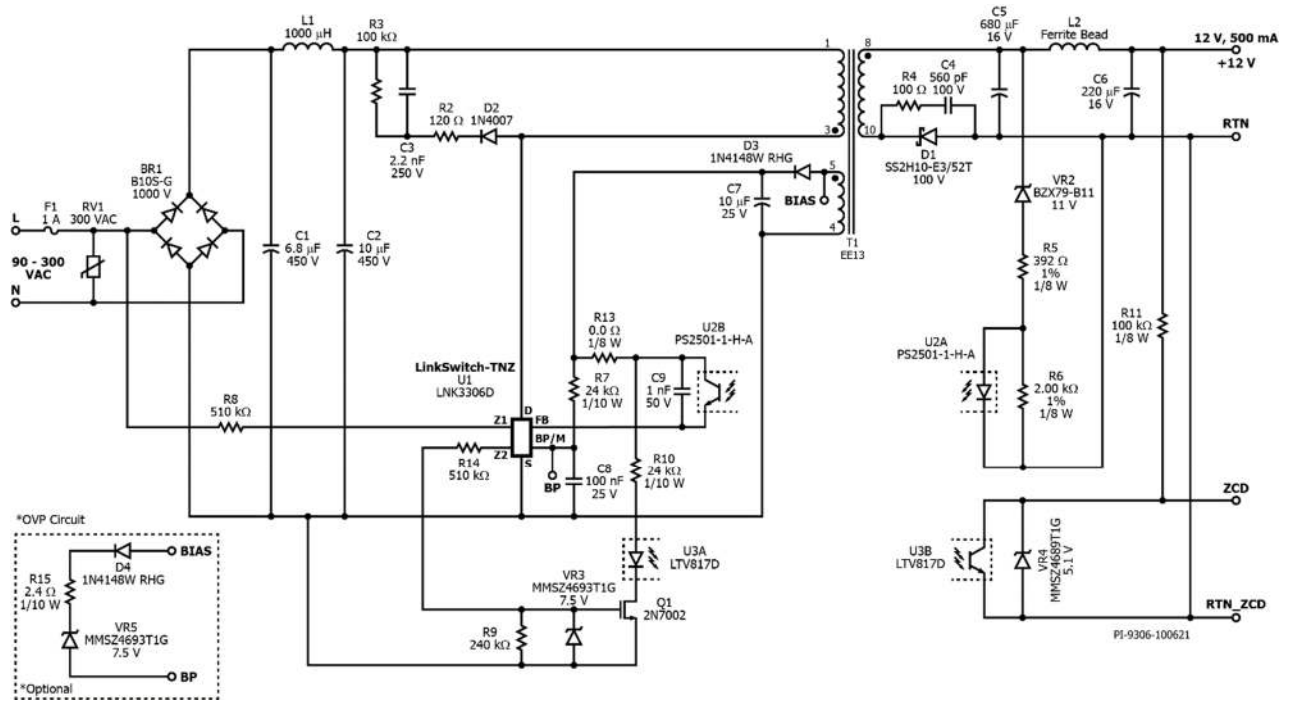 L1
1000 µH
R3
100 kΩ
R2
120 Ω
D2
1N4007
C3
2.2 nF
250 V
1
3
8
10
5
4
T1
EE13
R4
100 Ω
C4
560 pF
100 V
D1
SS2H10-E3/52T
100 V
C5
680 µF
16 V
L2
Ferrite Bead
C6
220 µF
16 V
12 V, 500 mA
+12 V
RTN
D3
1N4148W RHG
BIAS
C7
10 µF
25 V
BR1
B10S-G
1000 V
F1
1 A
RV1
300 VAC
L
90 - 300
VAC
N
C1
6.8 µF
450 V
C2
10 µF
450 V
VR2
BZX79-B11
11 V
R5
392 Ω
1%
1/8 W
R6
2.00 kΩ
1%
1/8 W
U2A
PS2501-1-H-A
R11
100 kΩ
1/8 W
R13
0.0 Ω
1/8 W
R7
24 kΩ
1/10 W
C9
1 nF
50 V
U2B
PS2501-1-H-A
LinkSwitch-TNZ
U1
LNK3306D
D
Z1
FB
BP/M
Z2
S
R8
510 kΩ
R14
510 kΩ
BP
C8
100 nF
25 V
R10
24 kΩ
1/10 W
U3A
LTV817D
VR3
MMSZ4693T1G
7.5 V
Q1
2N7002
R9
240 kΩ
ZCD
U3B
LTV817D
VR4
MMSZ4689T1G
5.1 V
RTN_ZCD
PI-9306-100621
*OVP Circuit
BIAS
D4
1N4148W RHG
R15
2.4 Ω
1/10 W
VR5
MMSZ4693T1G
7.5 V
BP
*Optional